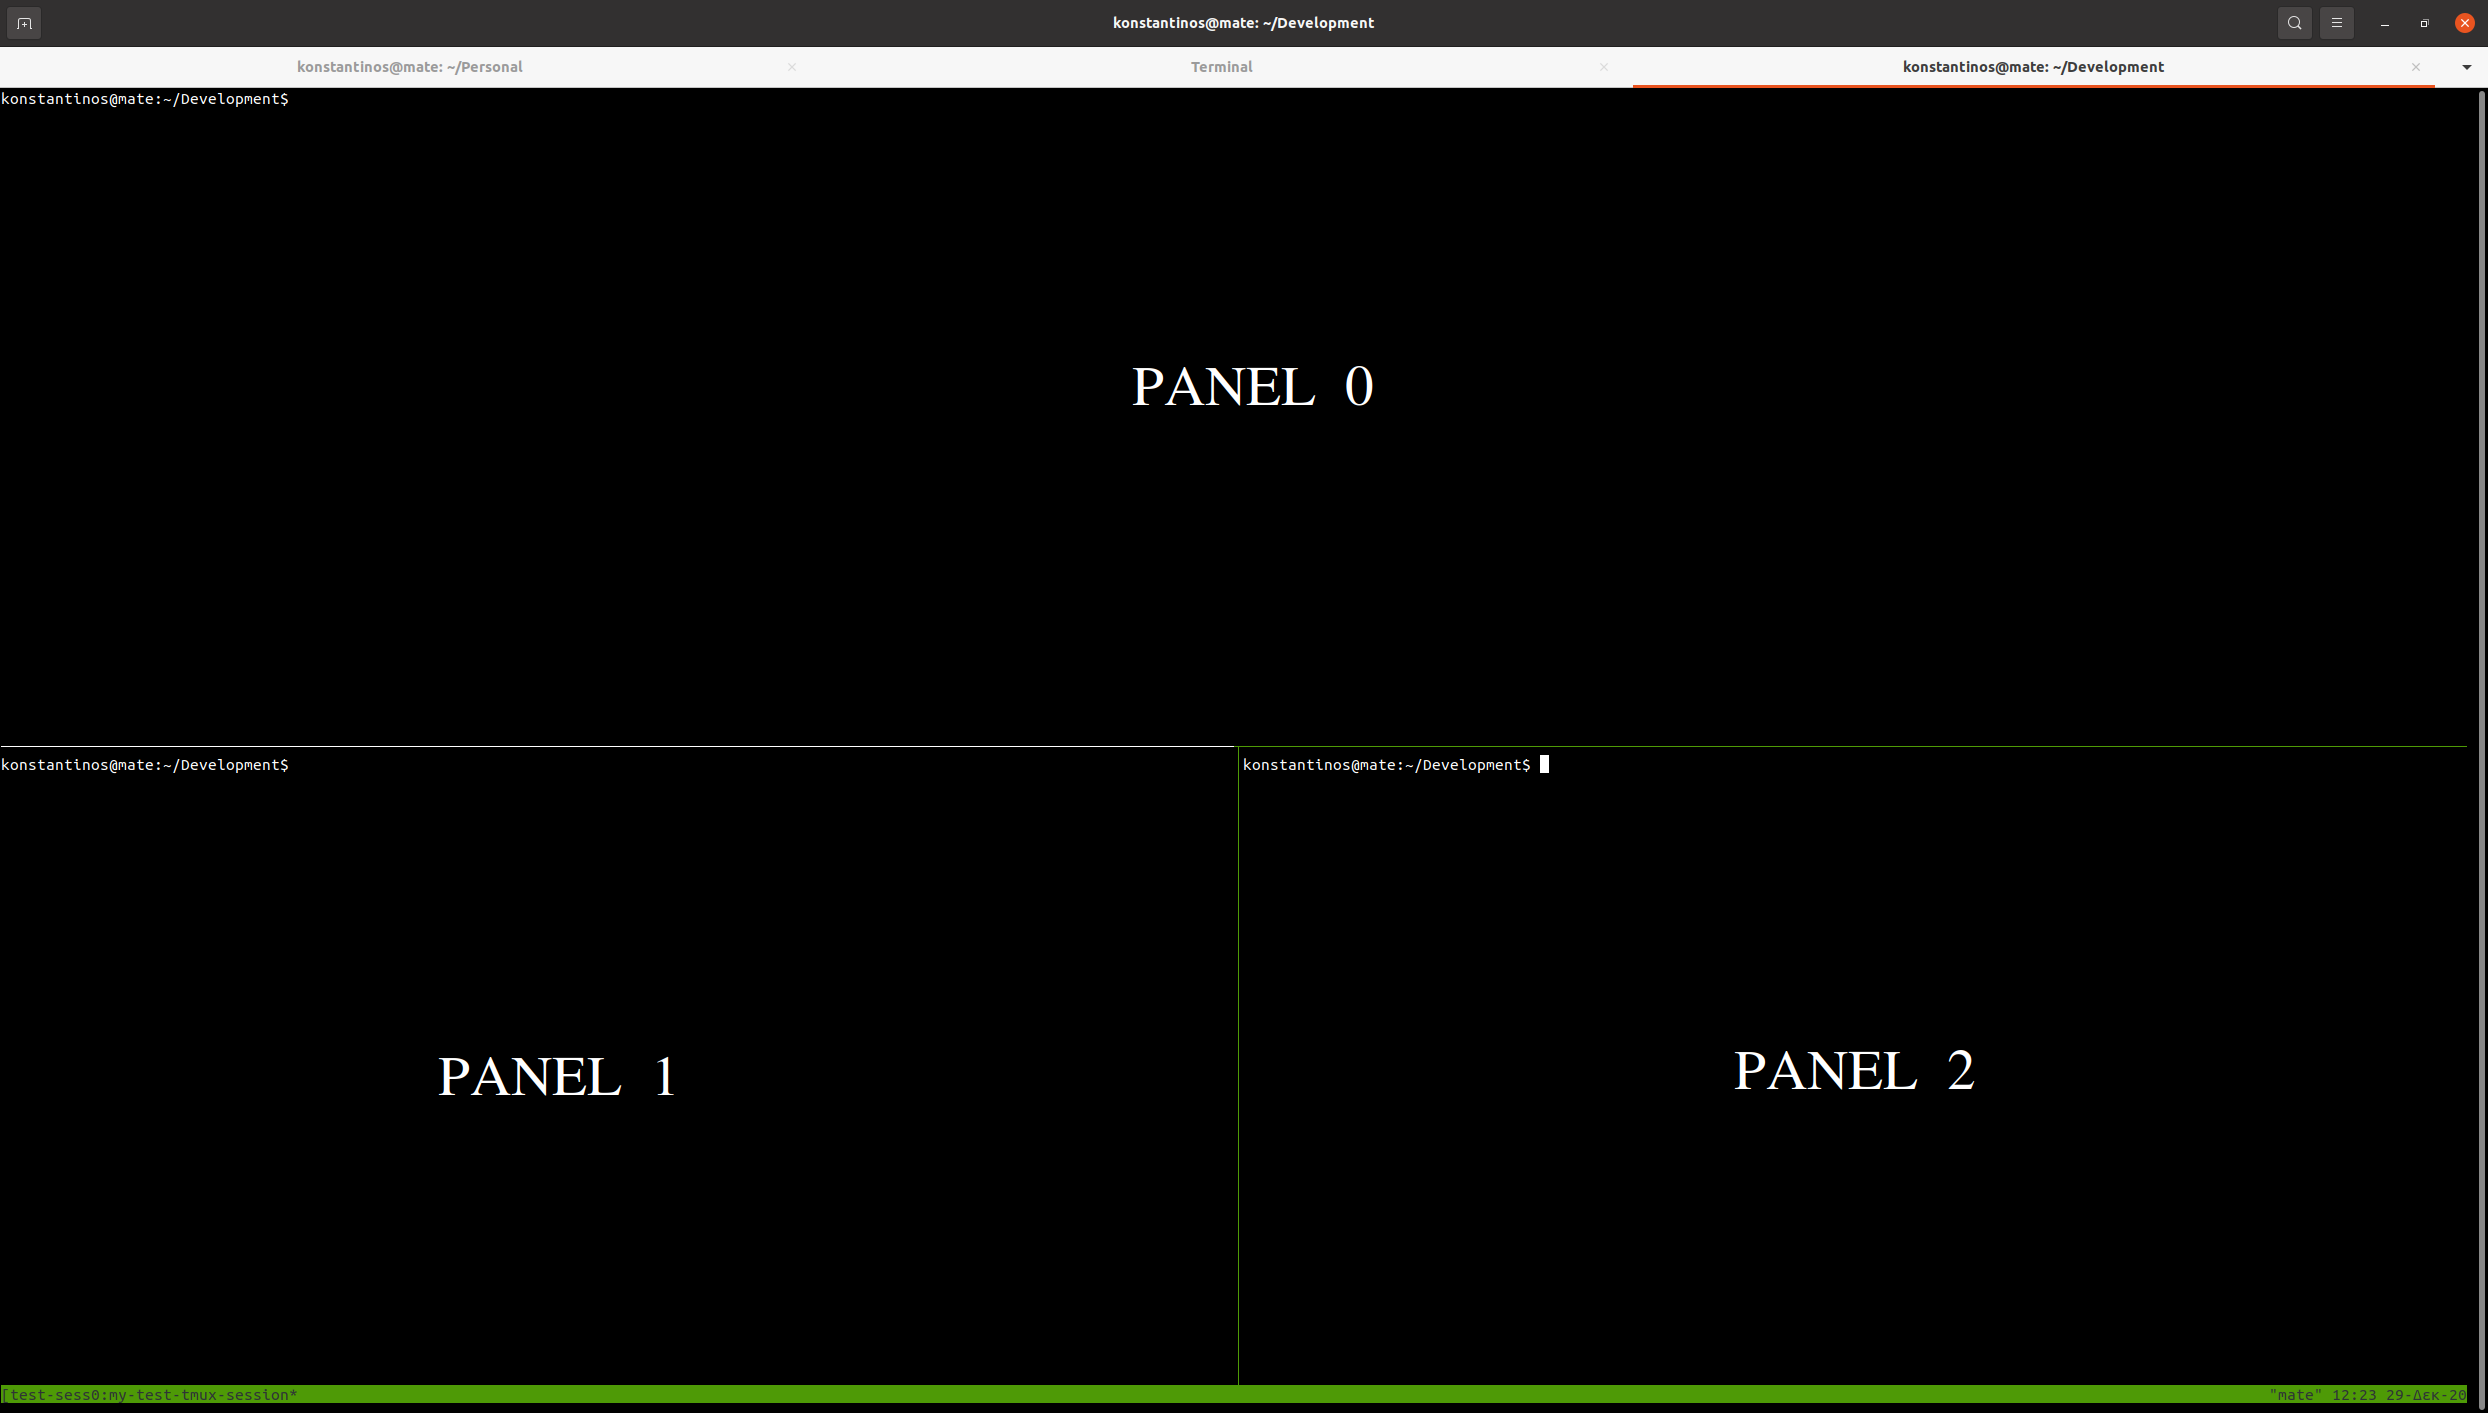 konstantinos@mate: ~/Development
konstantinos@mate: ~/Personal
Terminal
konstantinos@mate: ~/Development
konstantinos@mate:~/Development$
PANEL 0
konstantinos@mate:~/Development$
konstantinos@mate:~/Development$
PANEL 1
PANEL 2
[test-sess0:my-test-tmux-session* "mate" 12:23 29-Δεκ-20